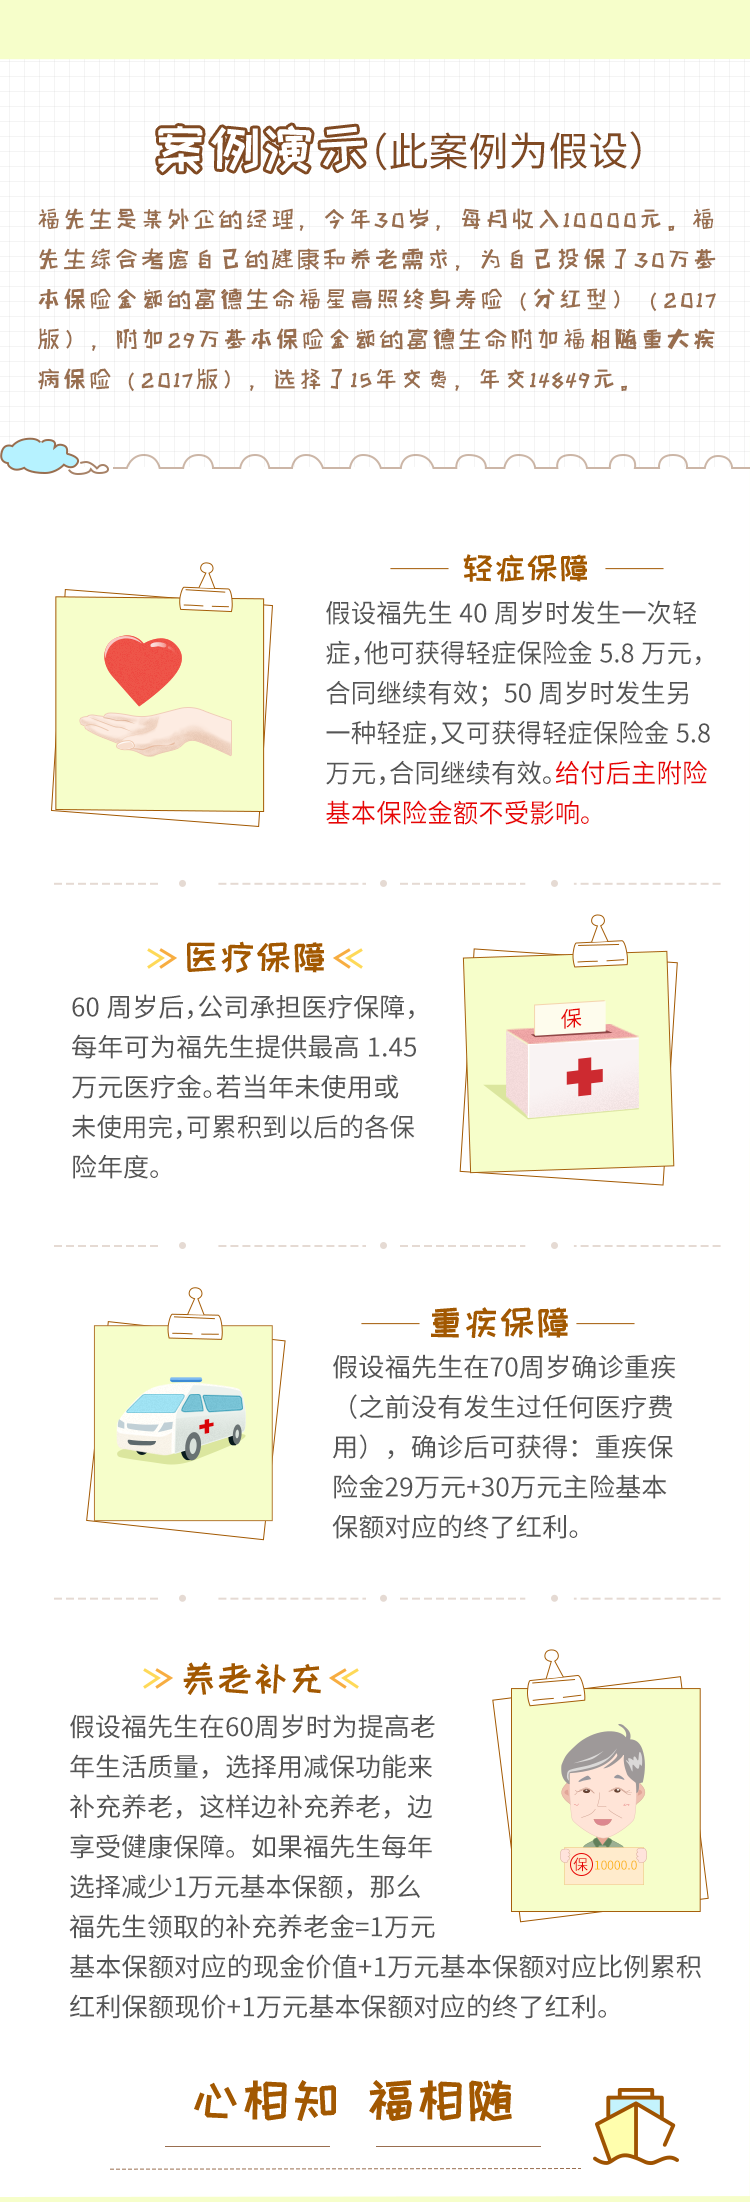 案例演示（此案例为假设）
福先生是某外企的经理，今年30岁，每月收入10000元。福
先生综合考虑自己的健康和养老需求，为自己投保了30万基
本保险金额的富德生命福星高照终身寿险（分红型）（2017
版），附加29万基本保险金额的富德生命附加福相随重大疾
病保险（2017版），选择了15年交费，年交14849元。
轻症保障
假设福先生 40 周岁时发生一次轻
症，他可获得轻症保险金 5.8 万元，
合同继续有效；50 周岁时发生另
一种轻症，又可获得轻症保险金 5.8
万元，合同继续有效。给付后主附险
基本保险金额不受影响。
医疗保障
60 周岁后，公司承担医疗保障，
每年可为福先生提供最高 1.45
万元医疗金。若当年未使用或
未使用完，可累积到以后的各保
险年度。
保
重疾保障
假设福先生在70周岁确诊重疾
（之前没有发生过任何医疗费
用），确诊后可获得：重疾保
险金29万元+30万元主险基本
保额对应的终了红利。
养老补充
假设福先生在60周岁时为提高老
年生活质量，选择用减保功能来
补充养老，这样边补充养老，边
享受健康保障。如果福先生每年
选择减少1万元基本保额，那么
福先生领取的补充养老金=1万元
基本保额对应的现金价值+1万元基本保额对应比例累积
红利保额现价+1万元基本保额对应的终了红利。
保 10000.0
心相知 福相随